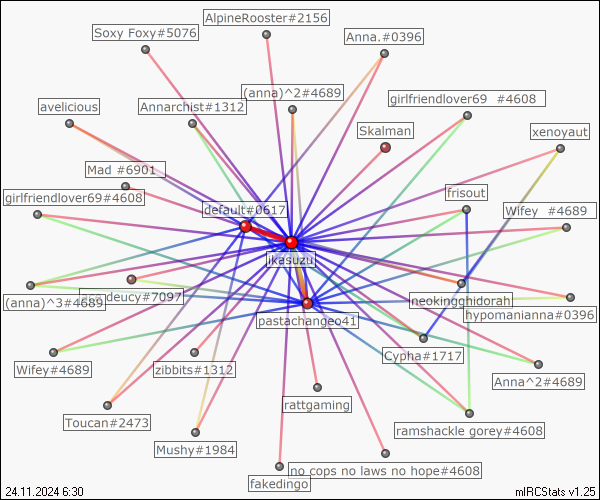 AlpineRooster#2156
Soxy Foxy#5076
Anna.#0396
(anna)^2#4689
girlfriendlover69 #4608
avelicious
Annarchist#1312
Skalman
xenoyaut
Mad #6901
frisout
girlfriendlover69#4608
default#0617
Wifey #4689
ikasuzu
(anna)^3#4689
deucy#7097
neokingghidorah
hypomanianna#0396
pastachangeo41
Cypha#1717
Wifey#4689
zibbits#1312
Anna^2#4689
rattgaming
Toucan#2473
ramshackle gorey#4608
Mushy#1984
no cops no laws no hope#4608
fakedingo
24.11.2024 6:30
mIRCStats v1.25